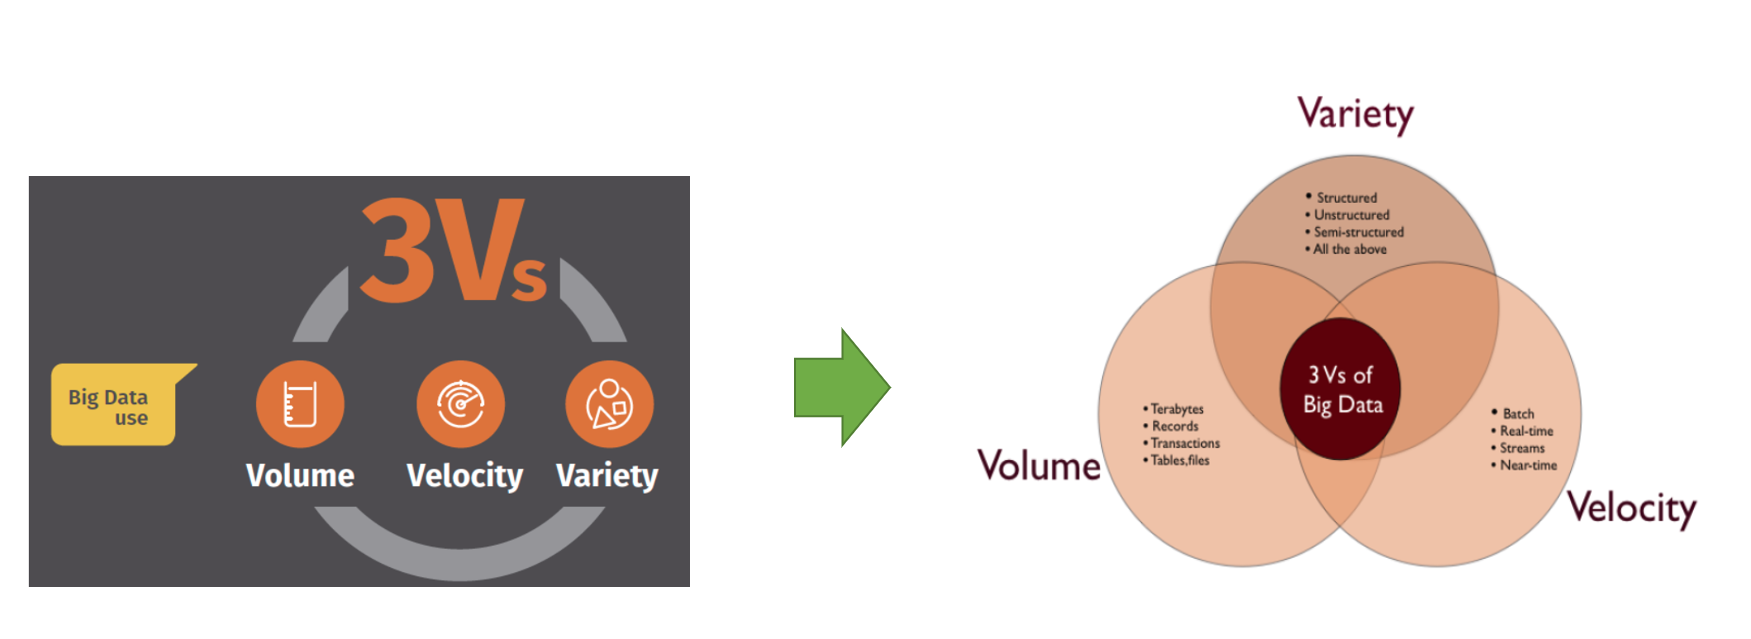 3Vs
Big Data
use
Volume
Velocity
Variety
Variety
• Structured
• Unstructured
• Semi-structured
• All the above
3 Vs of
Big Data
• Terabytes
• Records
• Transactions
• Tables,files
Volume
• Batch
• Real-time
• Streams
• Near-time
Velocity